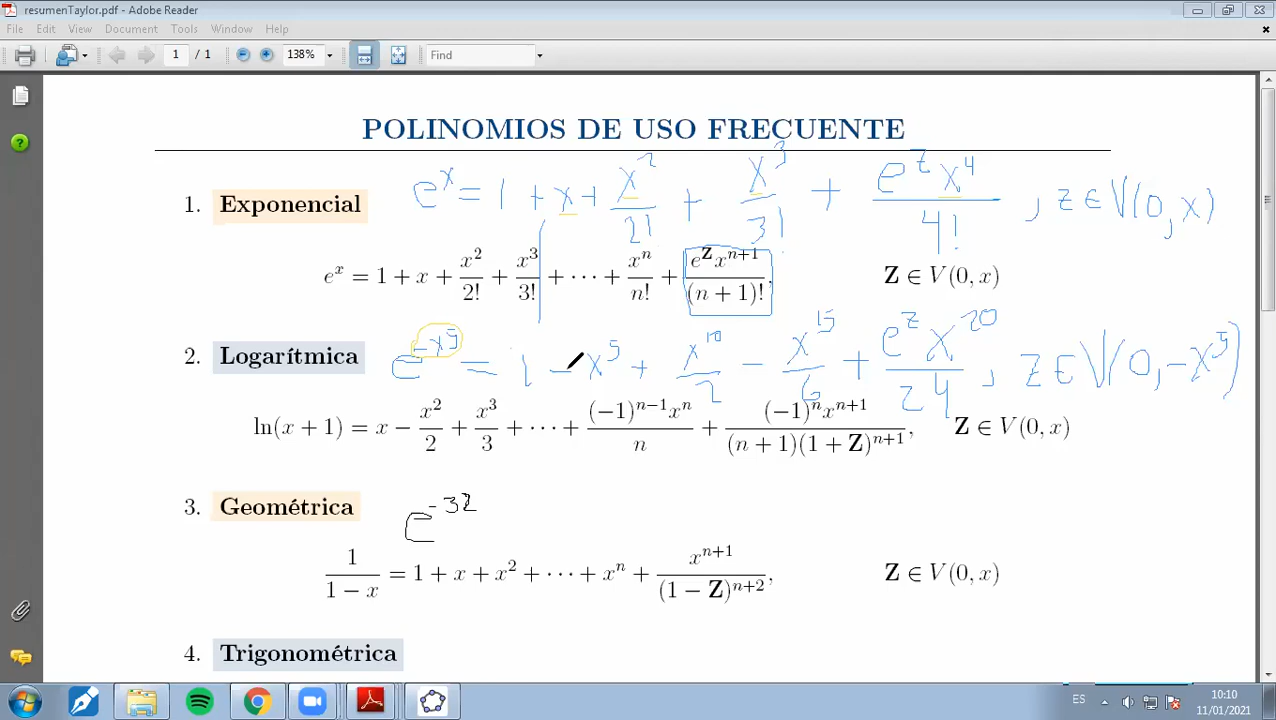 resumenTaylor.pdf - Adobe Reader
File Edit View Document Tools Window Help
1 / 1 138% Find
POLINOMIOS DE USO FRECUENTE
e^x = 1 + x + x^2/2! + x^3/3! + e^z x^4/4! , z ∈ V(0, x)
1. Exponencial
e^x = 1 + x + x^2/2! + x^3/3! + ⋯ + x^n/n! + e^Z x^{n+1}/(n + 1)!, Z ∈ V(0, x)
e^{-x^5} = 1 - x^5 + x^10/2 - x^15/6 + e^z x^20/24 , z ∈ V(0, -x^5)
2. Logarítmica
ln(x + 1) = x − x^2/2 + x^3/3 + ⋯ + (−1)^{n−1}x^n/n + (−1)^n x^{n+1}/(n + 1)(1 + Z)^{n+1}, Z ∈ V(0, x)
3. Geométrica
e^{-32}
1/(1 − x) = 1 + x + x^2 + ⋯ + x^n + x^{n+1}/(1 − Z)^{n+2}, Z ∈ V(0, x)
4. Trigonométrica
ES 10:10
11/01/2021